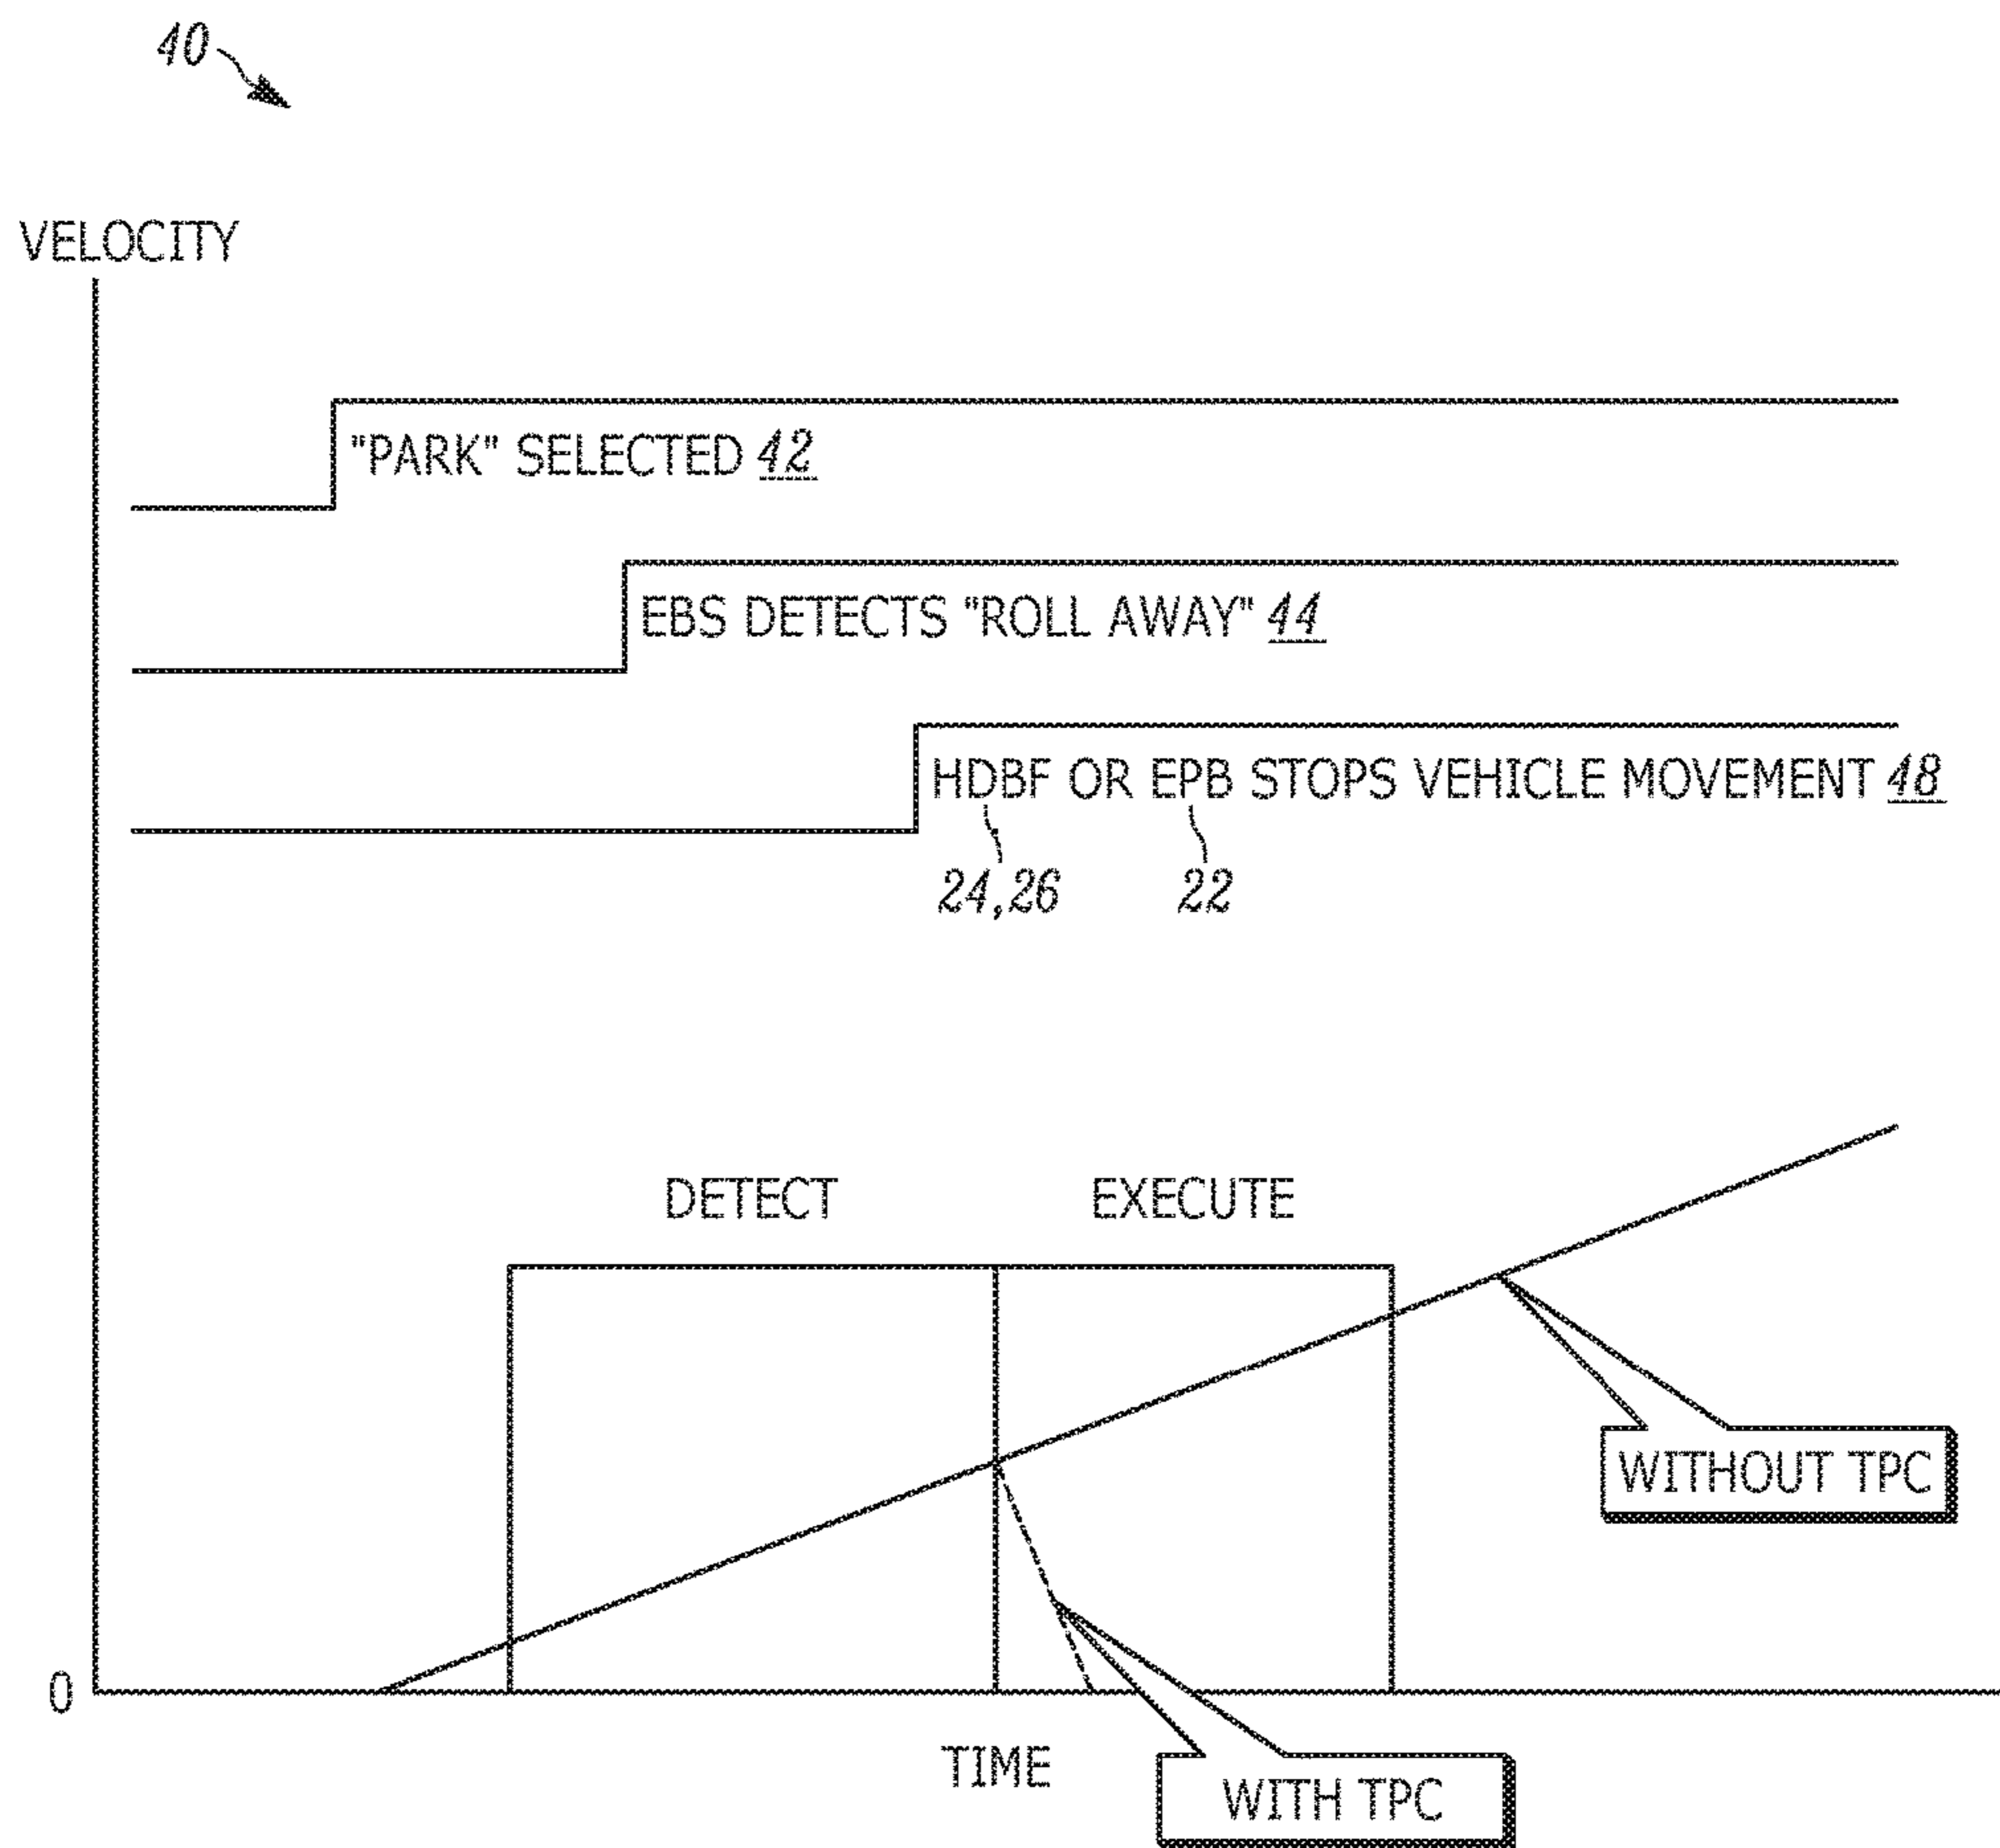 40
VELOCITY
"PARK" SELECTED 42
EBS DETECTS "ROLL AWAY" 44
HDBF OR EPB STOPS VEHICLE MOVEMENT 48
24,26 22
DETECT EXECUTE
WITHOUT TPC
0
TIME
WITH TPC